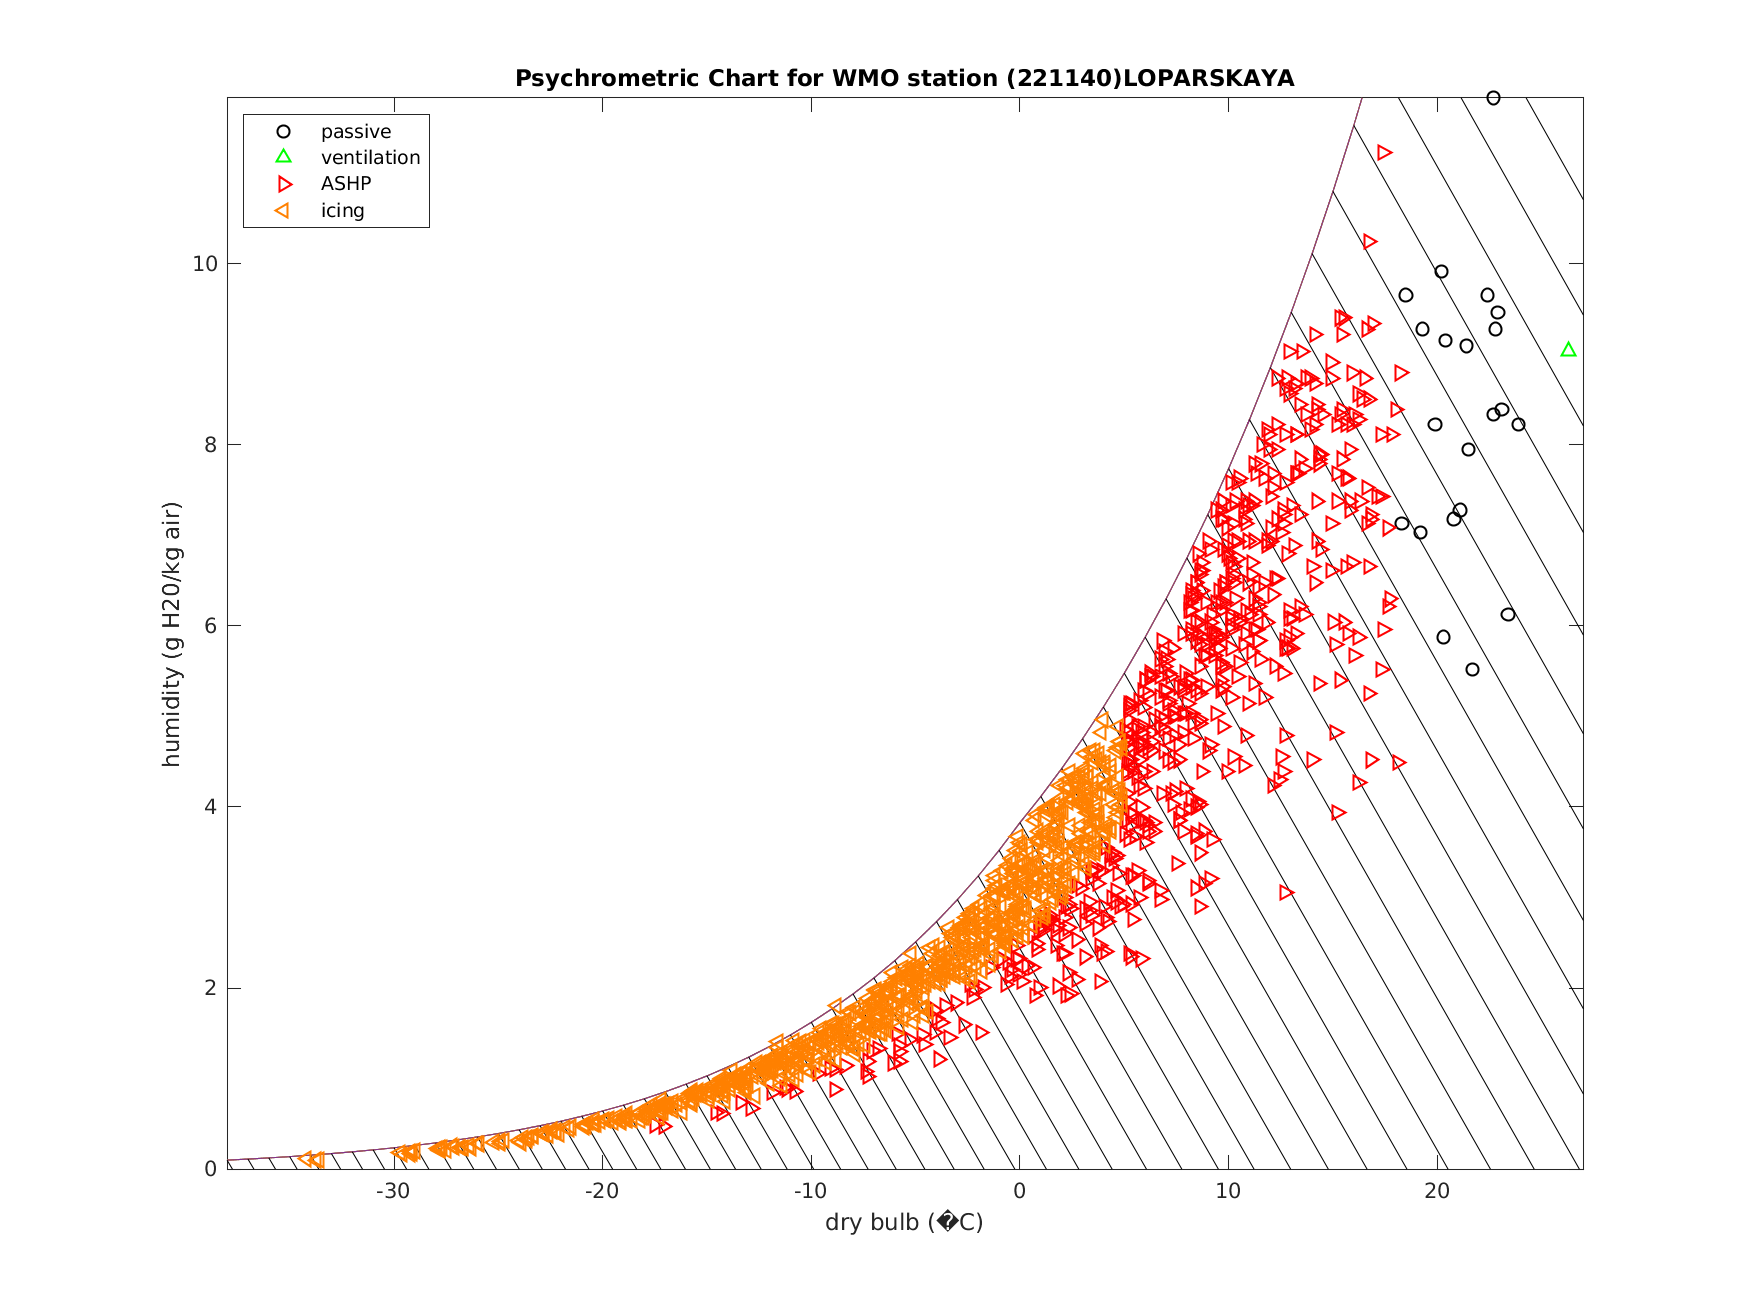 Psychrometric Chart for WMO station (221140)LOPARSKAYA
passive
ventilation
ASHP
icing
10
8
6
4
2
0
humidity (g H20/kg air)
-30 -20 -10 0 10 20
dry bulb (�C)